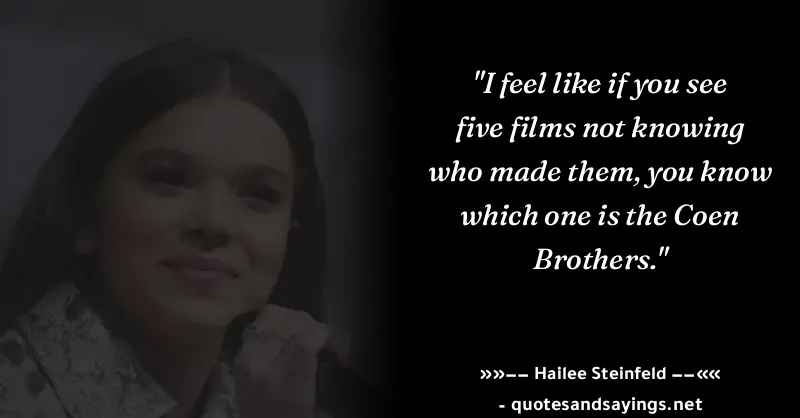 "I feel like if you see
five films not knowing
who made them, you know
which one is the Coen
Brothers."
»»−− Hailee Steinfeld −−««
- quotesandsayings.net